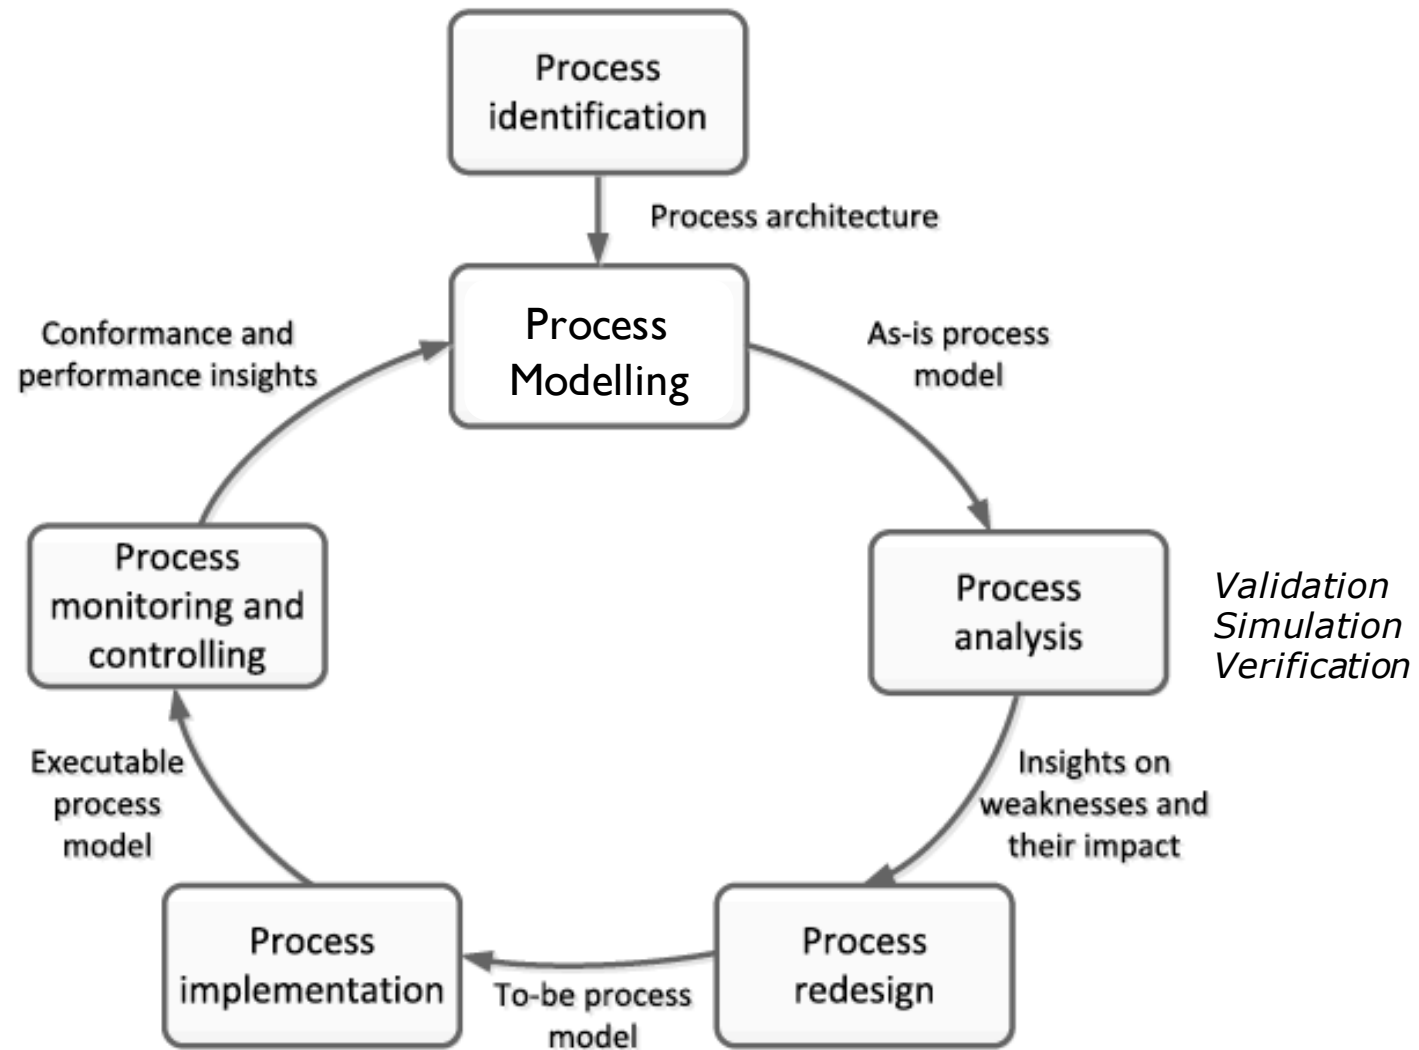 Process
identification
Process architecture
Process
Modelling
Conformance and
performance insights
As-is process
model
Process
monitoring and
controlling
Process
analysis
Validation
Simulation
Verification
Executable
process
model
Insights on
weaknesses and
their impact
Process
implementation
To-be process
model
Process
redesign